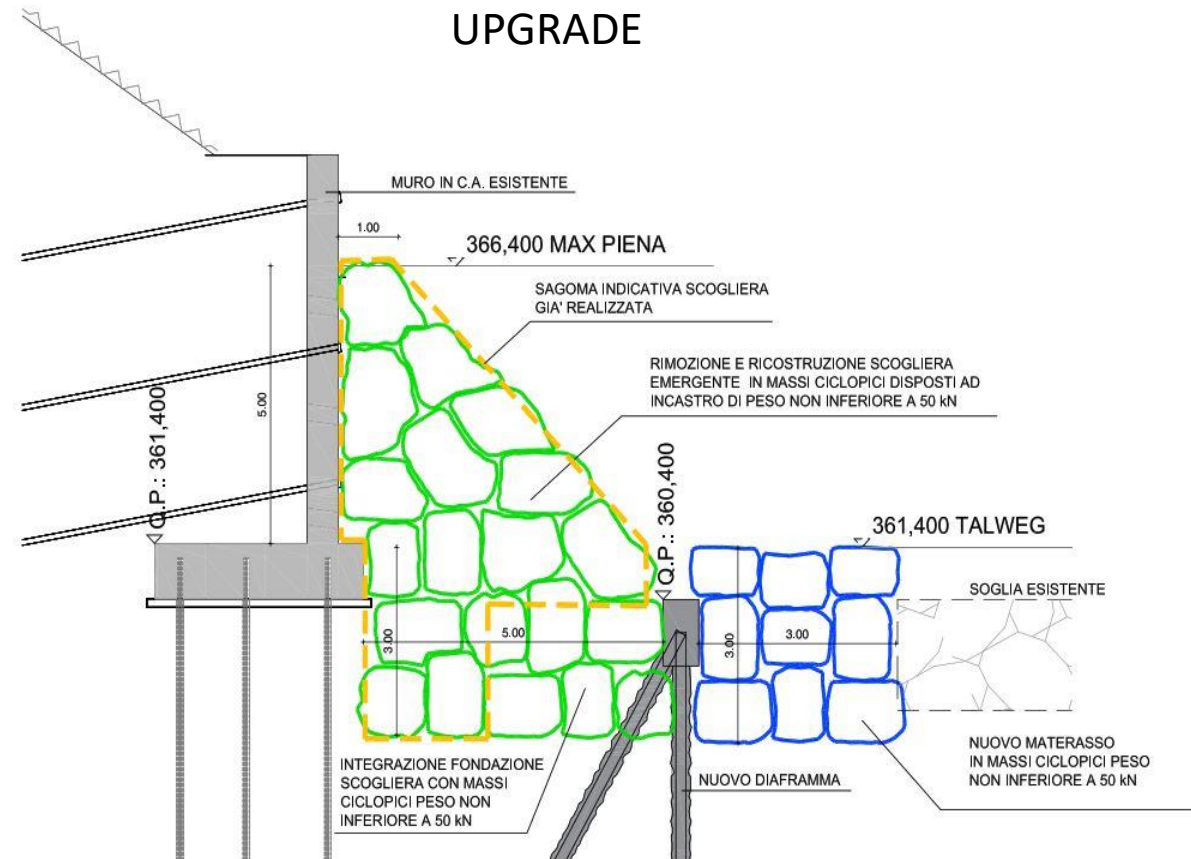 UPGRADE
MURO IN C.A. ESISTENTE
1.00
366,400 MAX PIENA
SAGOMA INDICATIVA SCOGLIERA
GIA' REALIZZATA
RIMOZIONE E RICOSTRUZIONE SCOGLIERA
EMERGENTE IN MASSI CICLOPICI DISPOSTI AD
INCASTRO DI PESO NON INFERIORE A 50 kN
5.00
Q.P.: 361,400
Q.P.: 360,400
361,400 TALWEG
SOGLIA ESISTENTE
3.00
5.00
3.00
3.00
INTEGRAZIONE FONDAZIONE
SCOGLIERA CON MASSI
CICLOPICI PESO NON
INFERIORE A 50 kN
NUOVO DIAFRAMMA
NUOVO MATERASSO
IN MASSI CICLOPICI PESO
NON INFERIORE A 50 kN